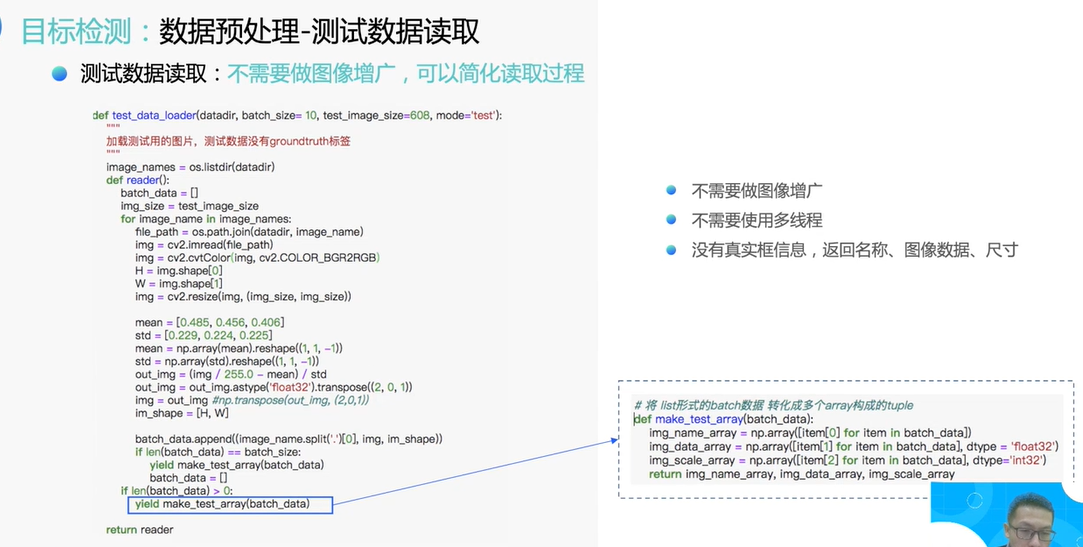 目标检测：数据预处理-测试数据读取
测试数据读取：不需要做图像增广，可以简化读取过程
def test_data_loader(datadir, batch_size= 10, test_image_size=608, mode='test'):
"""
加载测试用的图片，测试数据没有groundtruth标签
"""
image_names = os.listdir(datadir)
def reader():
batch_data = []
img_size = test_image_size
for image_name in image_names:
file_path = os.path.join(datadir, image_name)
img = cv2.imread(file_path)
img = cv2.cvtColor(img, cv2.COLOR_BGR2RGB)
H = img.shape[0]
W = img.shape[1]
img = cv2.resize(img, (img_size, img_size))
mean = [0.485, 0.456, 0.406]
std = [0.229, 0.224, 0.225]
mean = np.array(mean).reshape((1, 1, -1))
std = np.array(std).reshape((1, 1, -1))
out_img = (img / 255.0 - mean) / std
out_img = out_img.astype('float32').transpose((2, 0, 1))
img = out_img #np.transpose(out_img, (2,0,1))
im_shape = [H, W]
batch_data.append((image_name.split('.')[0], img, im_shape))
if len(batch_data) == batch_size:
yield make_test_array(batch_data)
batch_data = []
if len(batch_data) > 0:
yield make_test_array(batch_data)
return reader
不需要做图像增广
不需要使用多线程
没有真实框信息，返回名称、图像数据、尺寸
# 将 list形式的batch数据 转化成多个array构成的tuple
def make_test_array(batch_data):
img_name_array = np.array([item[0] for item in batch_data])
img_data_array = np.array([item[1] for item in batch_data], dtype = 'float32')
img_scale_array = np.array([item[2] for item in batch_data], dtype='int32')
return img_name_array, img_data_array, img_scale_array